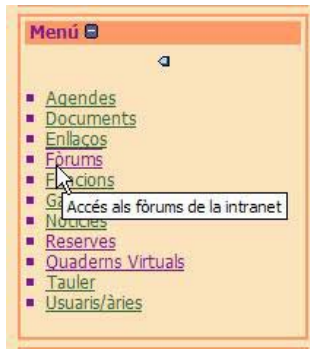 Menú
Agendes
Documents
Enllaços
Fòrums
Accés als fòrums de la intranet
Notícies
Reserves
Quaderns Virtuals
Tauler
Usuaris/àries